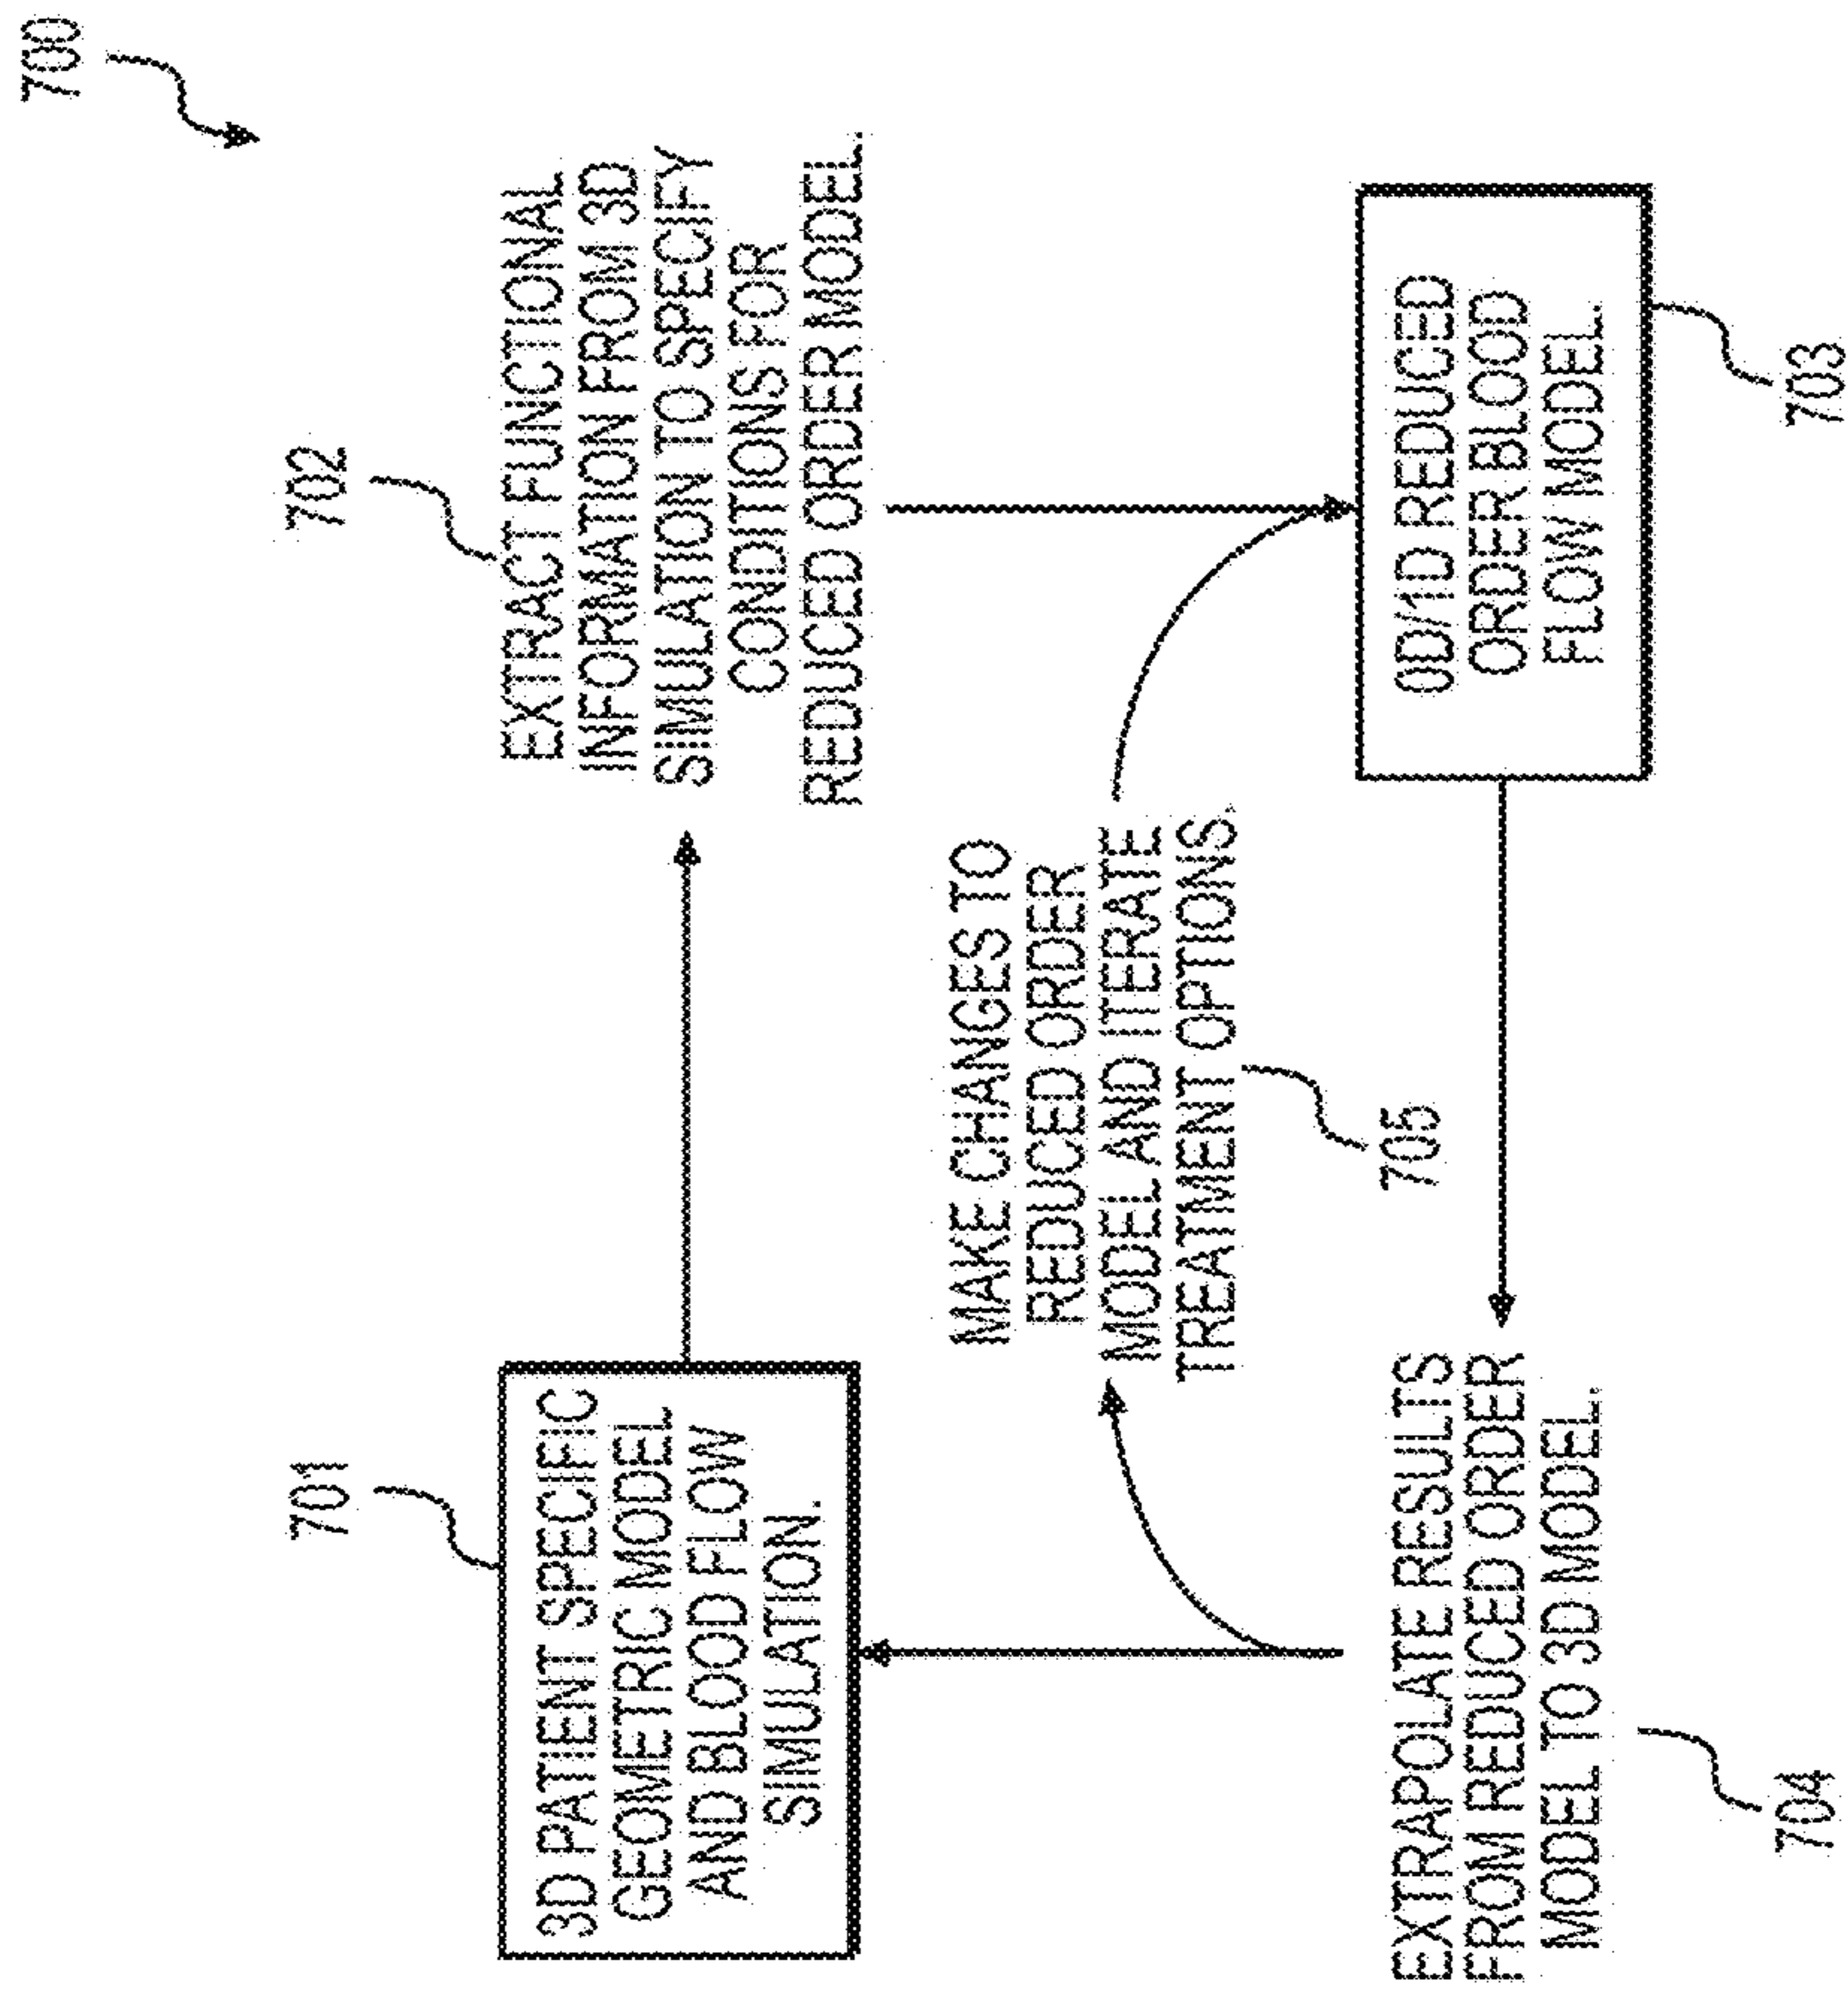 700
701
3D PATIENT SPECIFIC
GEOMETRIC MODEL
AND BLOOD FLOW
SIMULATION.
702
EXTRACT FUNCTIONAL
INFORMATION FROM 3D
SIMULATION TO SPECIFY
CONDITIONS FOR
REDUCED ORDER MODEL.
MAKE CHANGES TO
REDUCED ORDER
MODEL AND ITERATE
TREATMENT OPTIONS.
705
EXTRAPOLATE RESULTS
FROM REDUCED ORDER
MODEL TO 3D MODEL.
704
0D/1D REDUCED
ORDER BLOOD
FLOW MODEL.
703